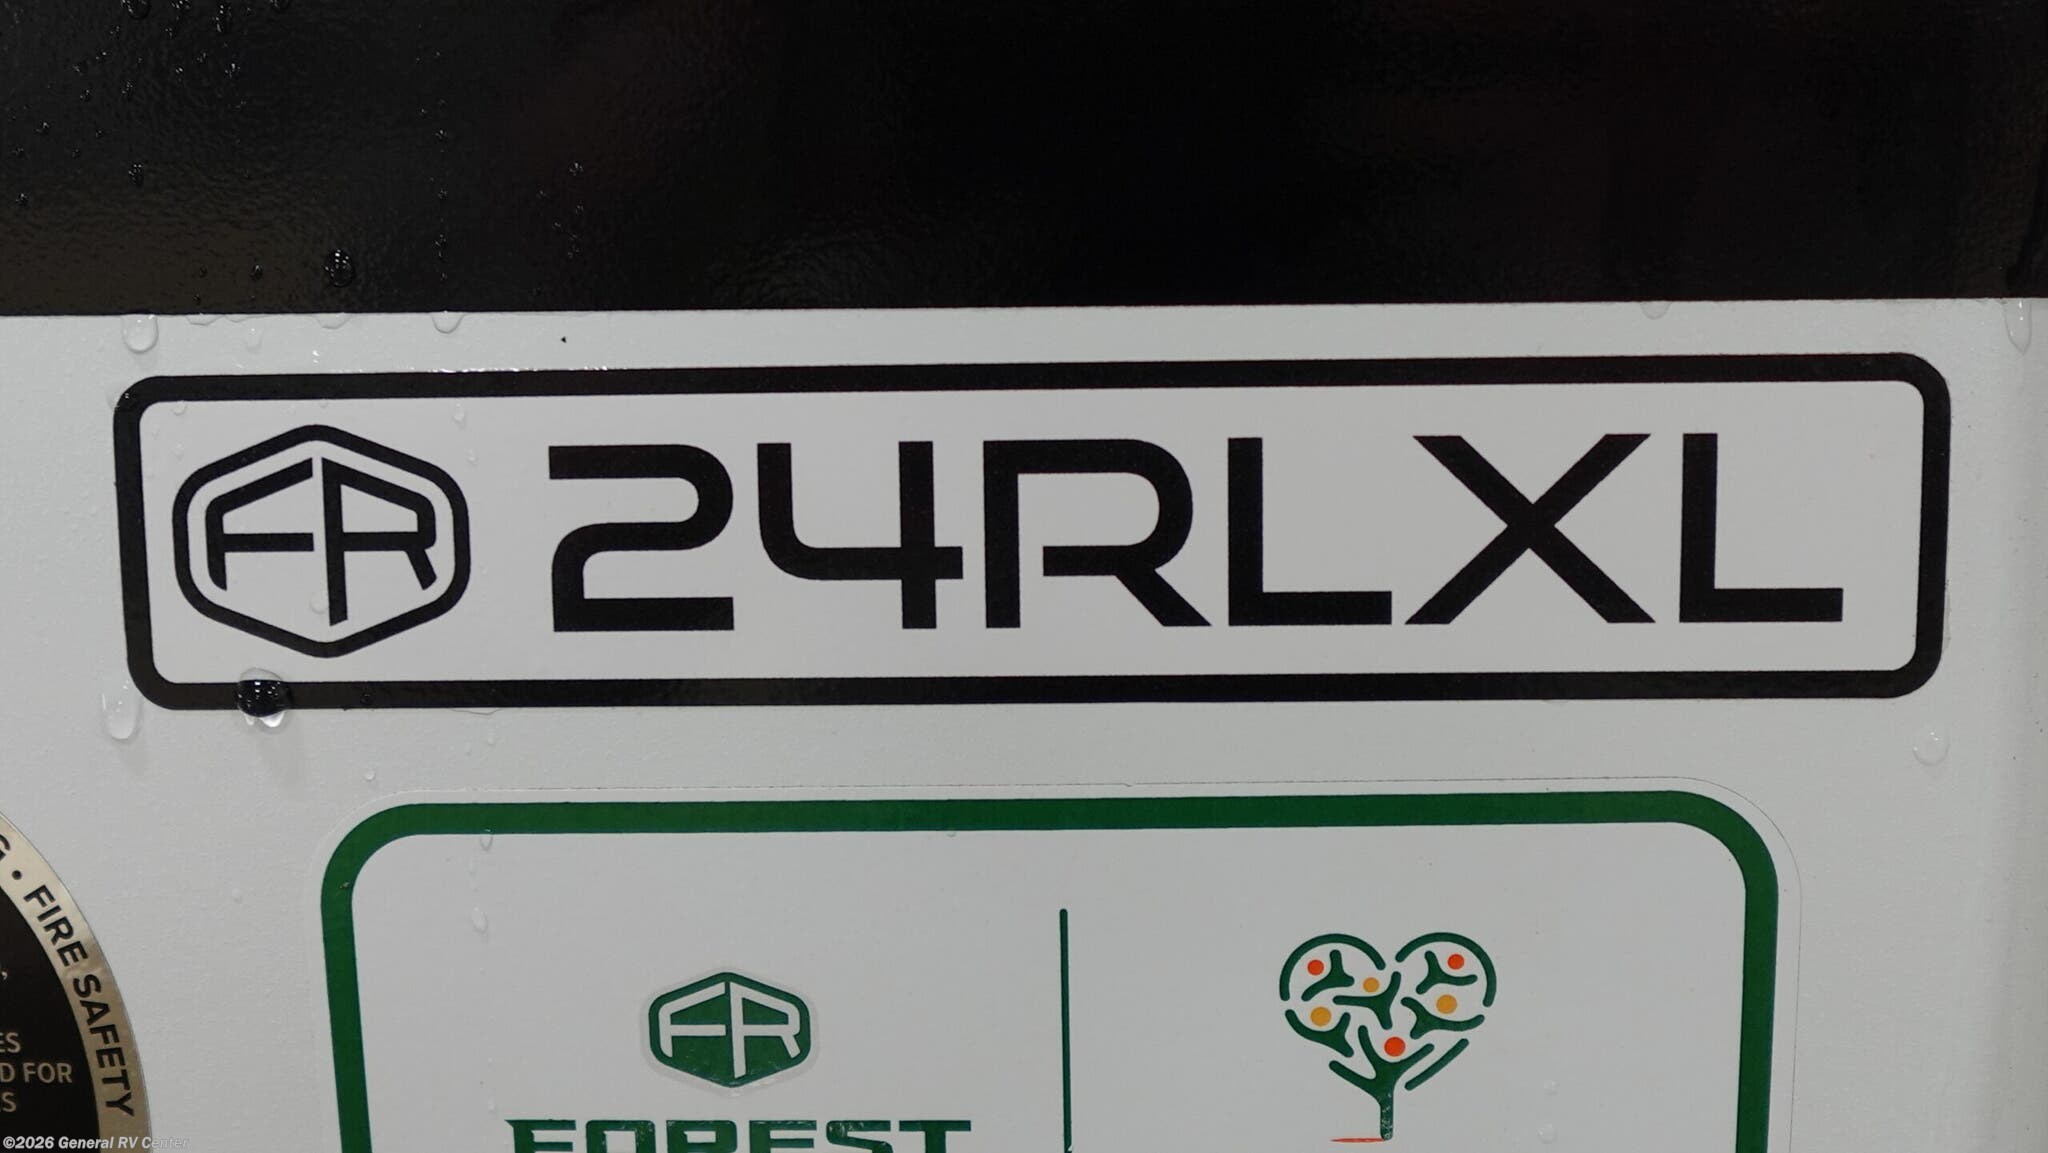 FR 24RLXL
G • FIRE SAFETY
ES
D FOR
S
FR
FOREST
©2026 General RV Center